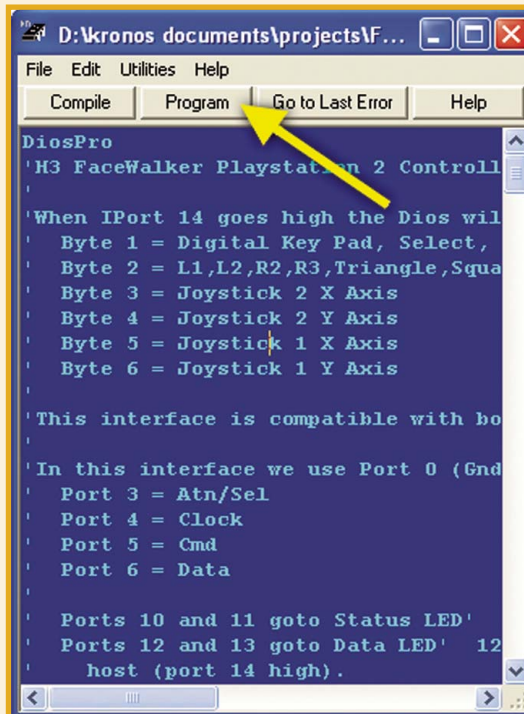 D:\kronos documents\projects\F...
File Edit Utilities Help
Compile Program Go to Last Error Help
DiosPro
'H3 FaceWalker Playstation 2 Controll
'
'When IPort 14 goes high the Dios wil
' Byte 1 = Digital Key Pad, Select,
' Byte 2 = L1,L2,R2,R3,Triangle,Squa
' Byte 3 = Joystick 2 X Axis
' Byte 4 = Joystick 2 Y Axis
' Byte 5 = Joystick 1 X Axis
' Byte 6 = Joystick 1 Y Axis
'
'This interface is compatible with bo
'
'In this interface we use Port 0 (Gnd
' Port 3 = Atn/Sel
' Port 4 = Clock
' Port 5 = Cmd
' Port 6 = Data
'
' Ports 10 and 11 goto Status LED'
' Ports 12 and 13 goto Data LED' 12
' host (port 14 high).